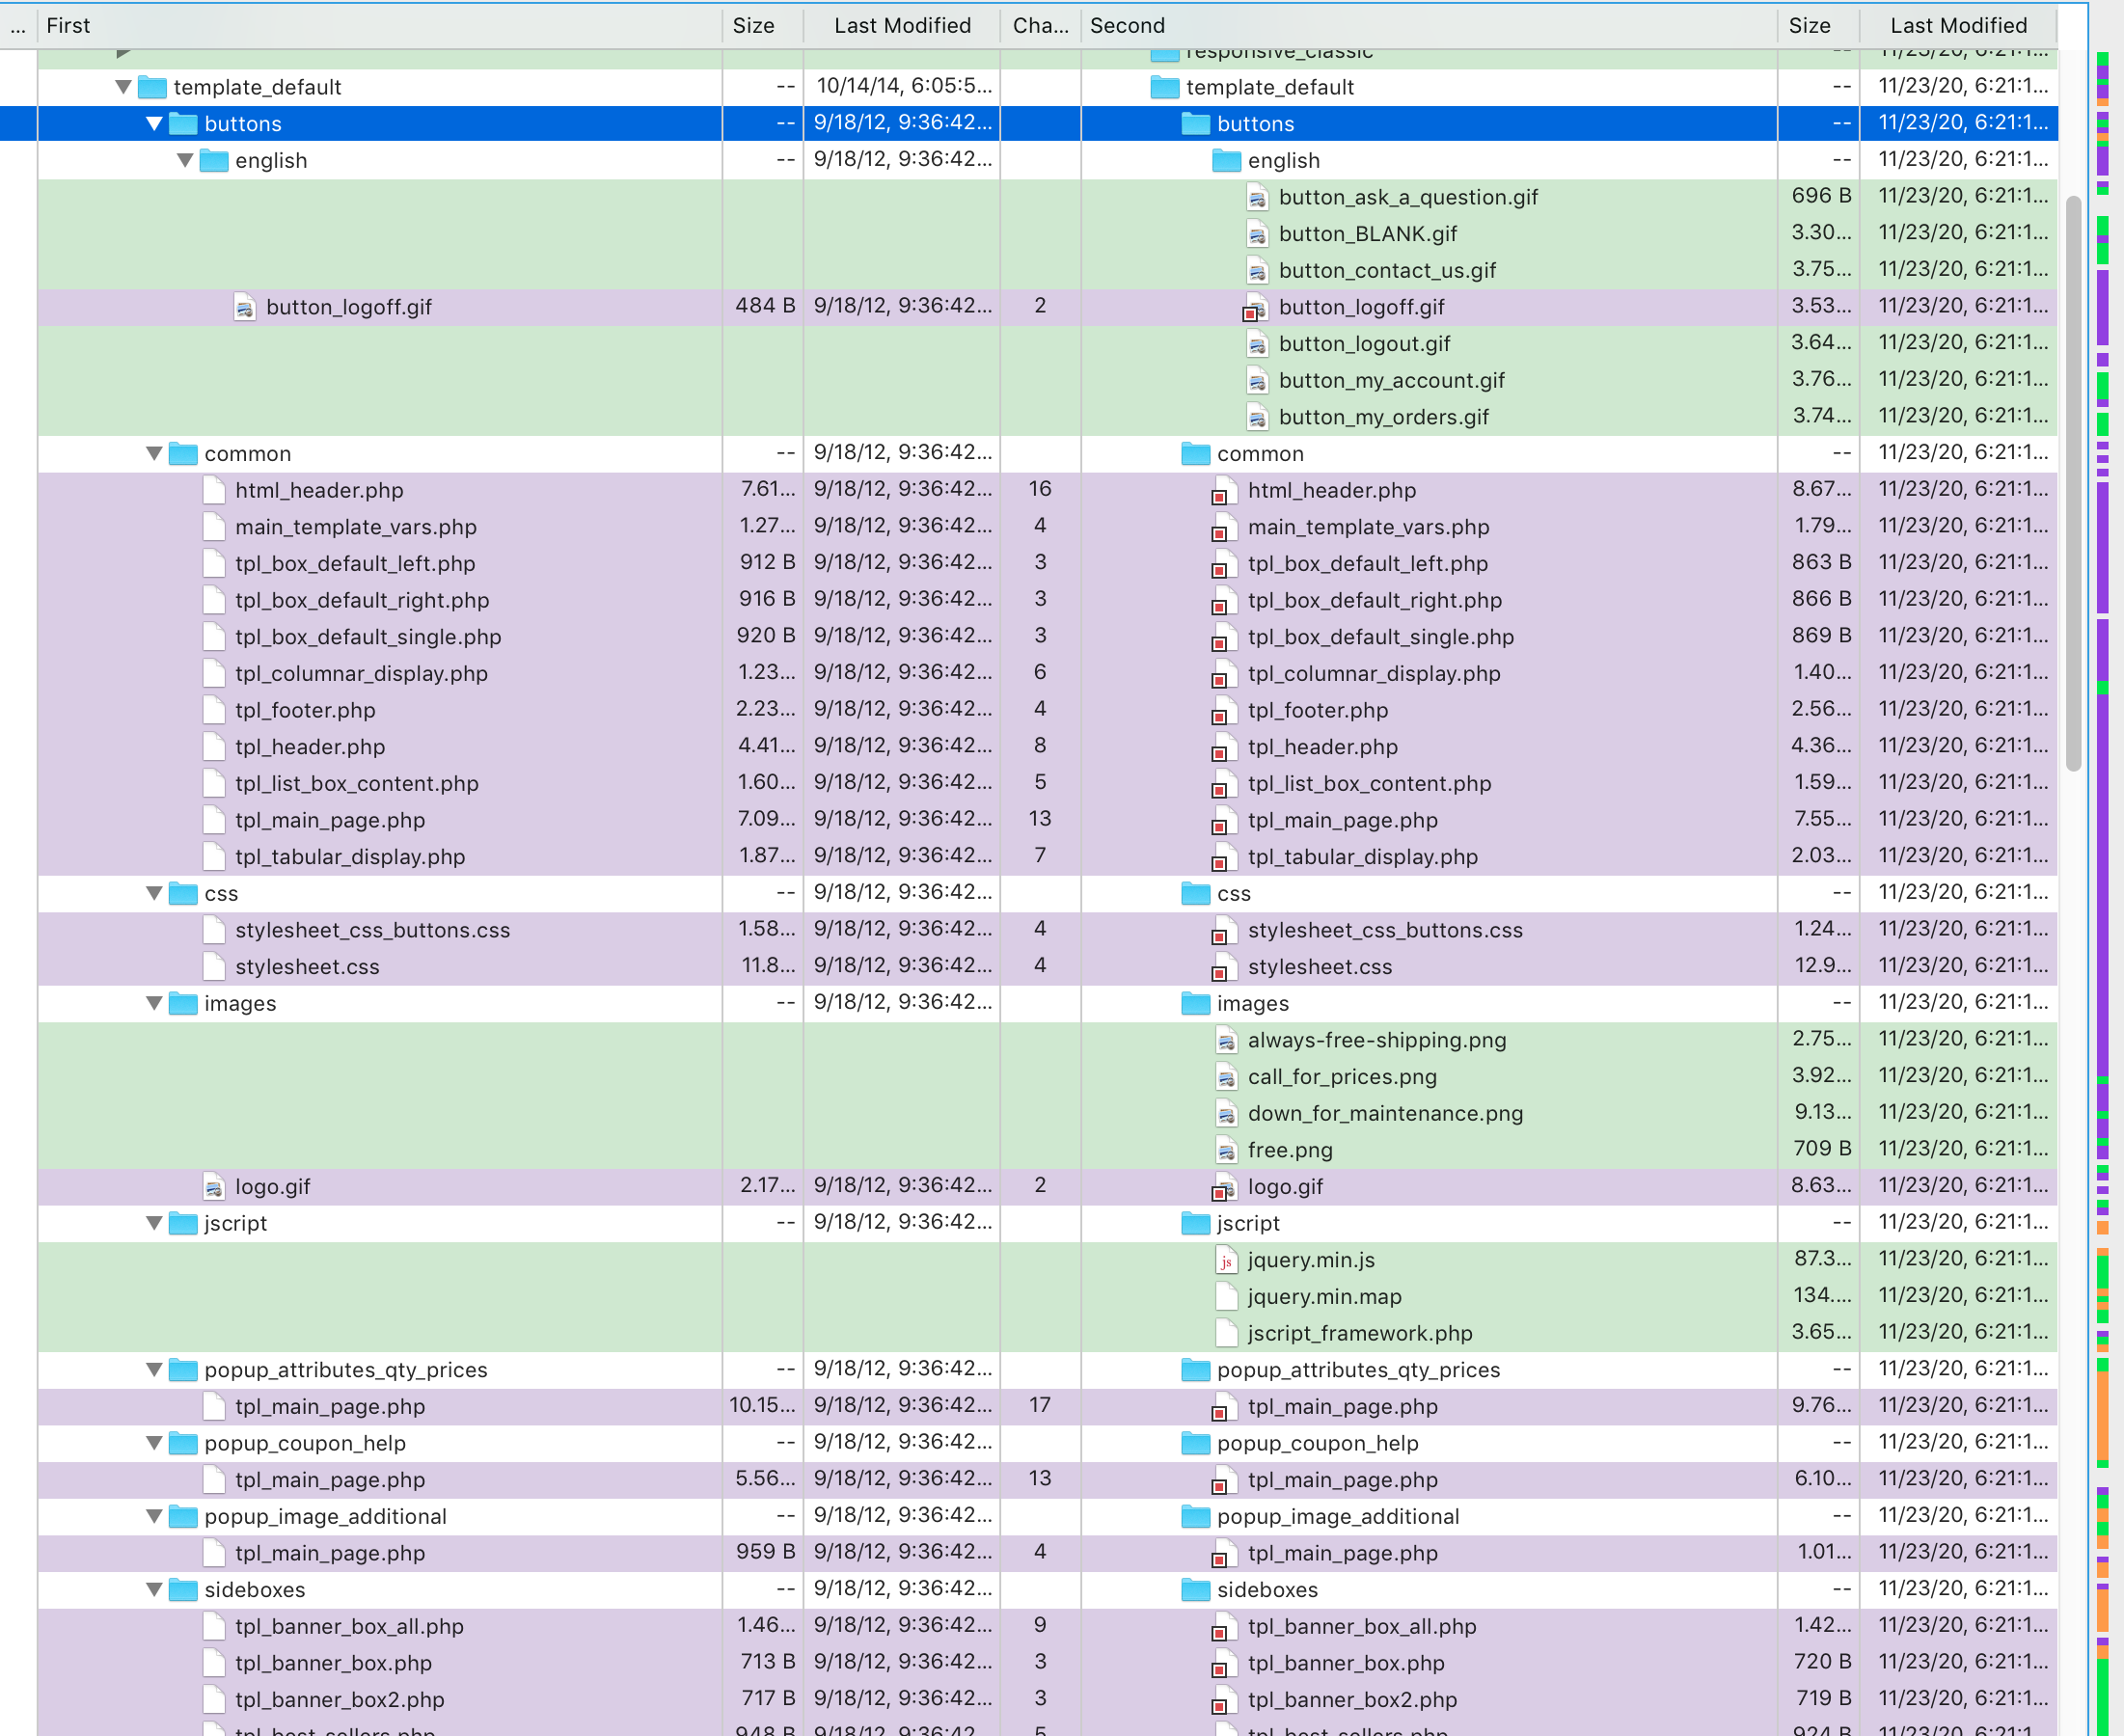 ... First Size Last Modified Cha... Second Size Last Modified
responsive_classic -- 11/23/20, 6:21:1...
template_default -- 10/14/14, 6:05:5... template_default -- 11/23/20, 6:21:1...
buttons -- 9/18/12, 9:36:42... buttons -- 11/23/20, 6:21:1...
english -- 9/18/12, 9:36:42... english -- 11/23/20, 6:21:1...
button_ask_a_question.gif 696 B 11/23/20, 6:21:1...
button_BLANK.gif 3.30... 11/23/20, 6:21:1...
button_contact_us.gif 3.75... 11/23/20, 6:21:1...
button_logoff.gif 484 B 9/18/12, 9:36:42... 2 button_logoff.gif 3.53... 11/23/20, 6:21:1...
button_logout.gif 3.64... 11/23/20, 6:21:1...
button_my_account.gif 3.76... 11/23/20, 6:21:1...
button_my_orders.gif 3.74... 11/23/20, 6:21:1...
common -- 9/18/12, 9:36:42... common -- 11/23/20, 6:21:1...
html_header.php 7.61... 9/18/12, 9:36:42... 16 html_header.php 8.67... 11/23/20, 6:21:1...
main_template_vars.php 1.27... 9/18/12, 9:36:42... 4 main_template_vars.php 1.79... 11/23/20, 6:21:1...
tpl_box_default_left.php 912 B 9/18/12, 9:36:42... 3 tpl_box_default_left.php 863 B 11/23/20, 6:21:1...
tpl_box_default_right.php 916 B 9/18/12, 9:36:42... 3 tpl_box_default_right.php 866 B 11/23/20, 6:21:1...
tpl_box_default_single.php 920 B 9/18/12, 9:36:42... 3 tpl_box_default_single.php 869 B 11/23/20, 6:21:1...
tpl_columnar_display.php 1.23... 9/18/12, 9:36:42... 6 tpl_columnar_display.php 1.40... 11/23/20, 6:21:1...
tpl_footer.php 2.23... 9/18/12, 9:36:42... 4 tpl_footer.php 2.56... 11/23/20, 6:21:1...
tpl_header.php 4.41... 9/18/12, 9:36:42... 8 tpl_header.php 4.36... 11/23/20, 6:21:1...
tpl_list_box_content.php 1.60... 9/18/12, 9:36:42... 5 tpl_list_box_content.php 1.59... 11/23/20, 6:21:1...
tpl_main_page.php 7.09... 9/18/12, 9:36:42... 13 tpl_main_page.php 7.55... 11/23/20, 6:21:1...
tpl_tabular_display.php 1.87... 9/18/12, 9:36:42... 7 tpl_tabular_display.php 2.03... 11/23/20, 6:21:1...
css -- 9/18/12, 9:36:42... css -- 11/23/20, 6:21:1...
stylesheet_css_buttons.css 1.58... 9/18/12, 9:36:42... 4 stylesheet_css_buttons.css 1.24... 11/23/20, 6:21:1...
stylesheet.css 11.8... 9/18/12, 9:36:42... 4 stylesheet.css 12.9... 11/23/20, 6:21:1...
images -- 9/18/12, 9:36:42... images -- 11/23/20, 6:21:1...
always-free-shipping.png 2.75... 11/23/20, 6:21:1...
call_for_prices.png 3.92... 11/23/20, 6:21:1...
down_for_maintenance.png 9.13... 11/23/20, 6:21:1...
free.png 709 B 11/23/20, 6:21:1...
logo.gif 2.17... 9/18/12, 9:36:42... 2 logo.gif 8.63... 11/23/20, 6:21:1...
jscript -- 9/18/12, 9:36:42... jscript -- 11/23/20, 6:21:1...
js jquery.min.js 87.3... 11/23/20, 6:21:1...
jquery.min.map 134.... 11/23/20, 6:21:1...
jscript_framework.php 3.65... 11/23/20, 6:21:1...
popup_attributes_qty_prices -- 9/18/12, 9:36:42... popup_attributes_qty_prices -- 11/23/20, 6:21:1...
tpl_main_page.php 10.15... 9/18/12, 9:36:42... 17 tpl_main_page.php 9.76... 11/23/20, 6:21:1...
popup_coupon_help -- 9/18/12, 9:36:42... popup_coupon_help -- 11/23/20, 6:21:1...
tpl_main_page.php 5.56... 9/18/12, 9:36:42... 13 tpl_main_page.php 6.10... 11/23/20, 6:21:1...
popup_image_additional -- 9/18/12, 9:36:42... popup_image_additional -- 11/23/20, 6:21:1...
tpl_main_page.php 959 B 9/18/12, 9:36:42... 4 tpl_main_page.php 1.01... 11/23/20, 6:21:1...
sideboxes -- 9/18/12, 9:36:42... sideboxes -- 11/23/20, 6:21:1...
tpl_banner_box_all.php 1.46... 9/18/12, 9:36:42... 9 tpl_banner_box_all.php 1.42... 11/23/20, 6:21:1...
tpl_banner_box.php 713 B 9/18/12, 9:36:42... 3 tpl_banner_box.php 720 B 11/23/20, 6:21:1...
tpl_banner_box2.php 717 B 9/18/12, 9:36:42... 3 tpl_banner_box2.php 719 B 11/23/20, 6:21:1...
tpl_best_sellers.php 948 B 9/18/12, 9:36:42... 5 tpl_best_sellers.php 924 B 11/23/20, 6:21:1...